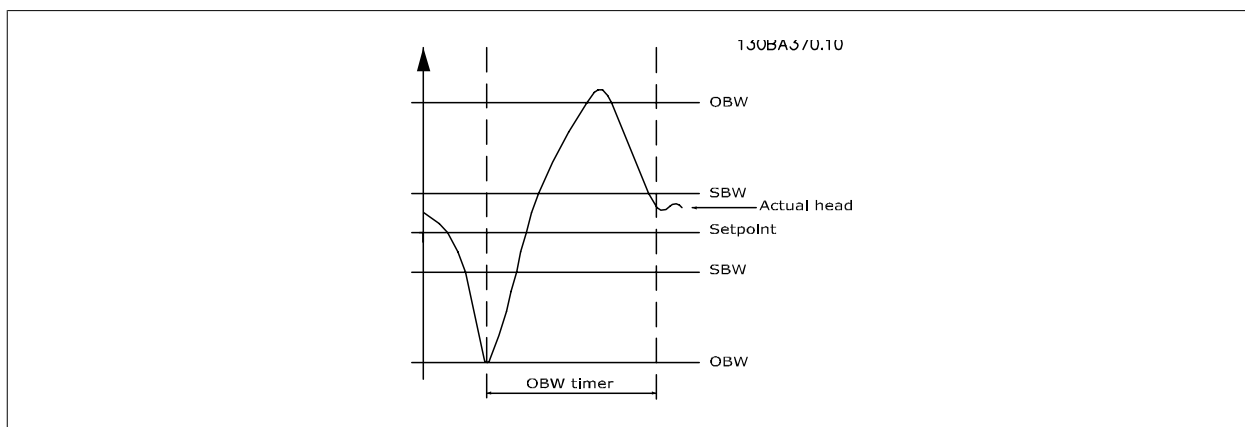 130BA370.10
OBW
SBW
Actual head
Setpoint
SBW
OBW
OBW timer